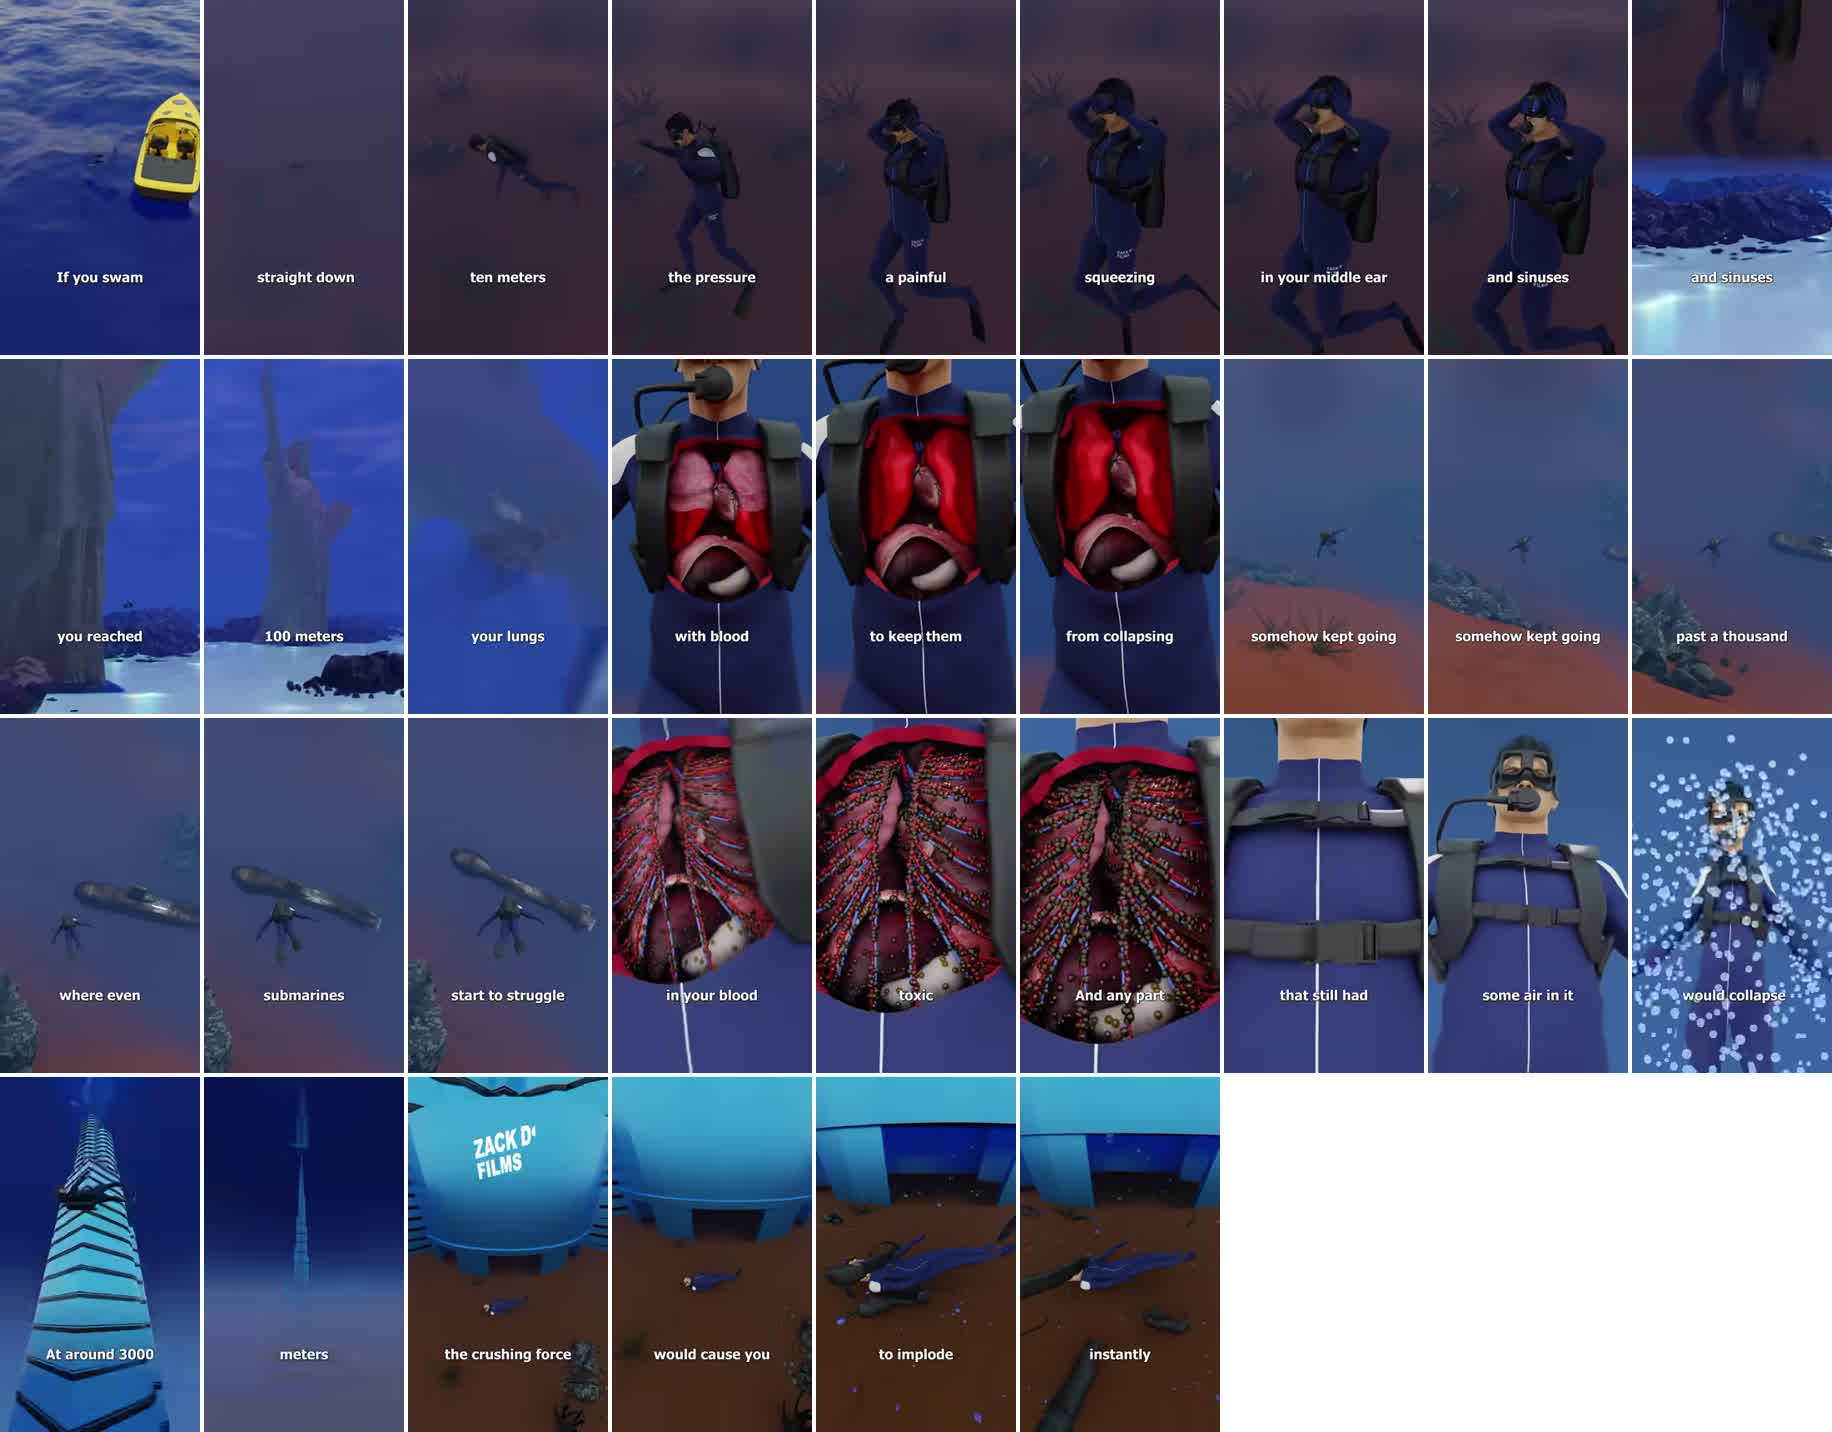 If you swam
straight down
ten meters
the pressure
a painful
squeezing
in your middle ear
and sinuses
and sinuses
you reached
100 meters
your lungs
with blood
to keep them
from collapsing
somehow kept going
somehow kept going
past a thousand
where even
submarines
start to struggle
in your blood
toxic
And any part
that still had
some air in it
would collapse
At around 3000
meters
ZACK D
FILMS
the crushing force
would cause you
to implode
instantly